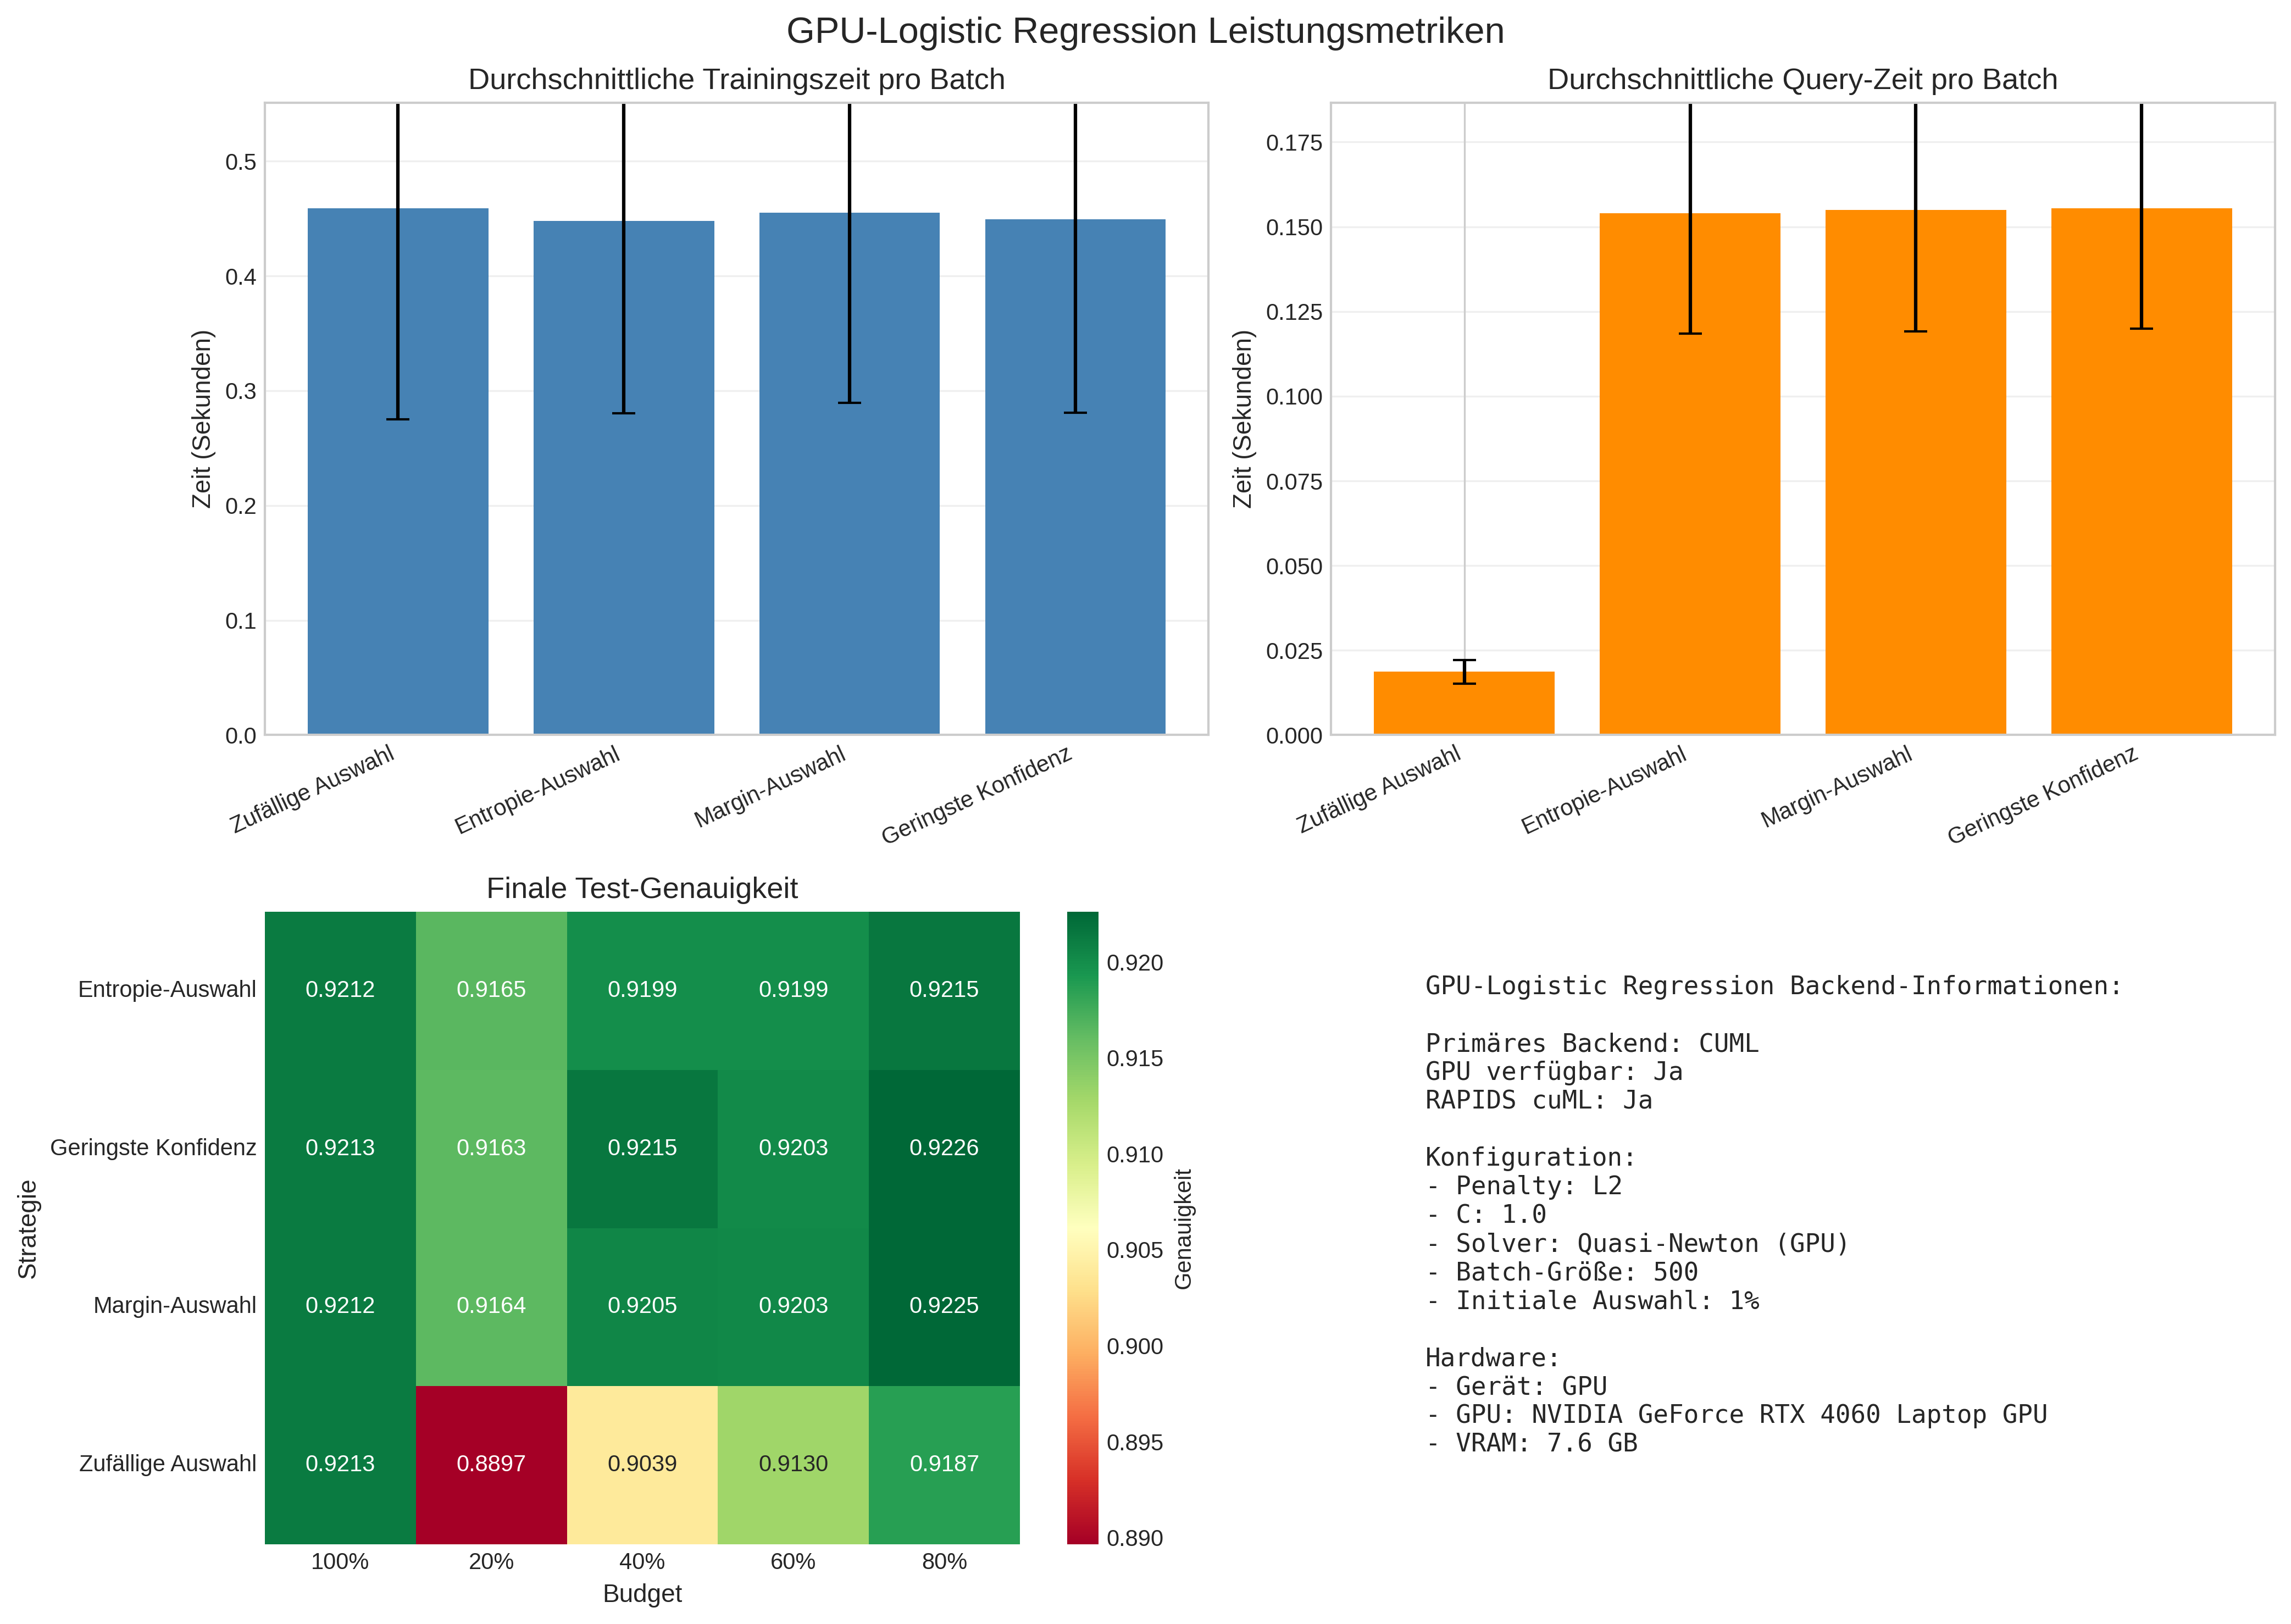 GPU-Logistic Regression Leistungsmetriken
Durchschnittliche Trainingszeit pro Batch
Zeit (Sekunden)
0.5
0.4
0.3
0.2
0.1
0.0
Zufällige Auswahl
Entropie-Auswahl
Margin-Auswahl
Geringste Konfidenz
Durchschnittliche Query-Zeit pro Batch
Zeit (Sekunden)
0.175
0.150
0.125
0.100
0.075
0.050
0.025
0.000
Zufällige Auswahl
Entropie-Auswahl
Margin-Auswahl
Geringste Konfidenz
Finale Test-Genauigkeit
Strategie
Entropie-Auswahl 0.9212 0.9165 0.9199 0.9199 0.9215
Geringste Konfidenz 0.9213 0.9163 0.9215 0.9203 0.9226
Margin-Auswahl 0.9212 0.9164 0.9205 0.9203 0.9225
Zufällige Auswahl 0.9213 0.8897 0.9039 0.9130 0.9187
100% 20% 40% 60% 80%
Budget
0.920
0.915
0.910
0.905
0.900
0.895
0.890
Genauigkeit
GPU-Logistic Regression Backend-Informationen:
Primäres Backend: CUML
GPU verfügbar: Ja
RAPIDS cuML: Ja
Konfiguration:
- Penalty: L2
- C: 1.0
- Solver: Quasi-Newton (GPU)
- Batch-Größe: 500
- Initiale Auswahl: 1%
Hardware:
- Gerät: GPU
- GPU: NVIDIA GeForce RTX 4060 Laptop GPU
- VRAM: 7.6 GB